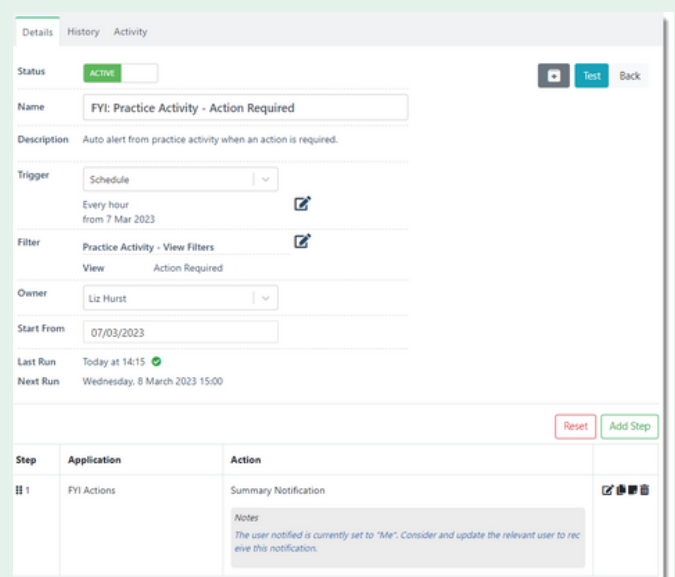 Details History Activity
Status ACTIVE Test Back
Name FYI: Practice Activity - Action Required
Description Auto alert from practice activity when an action is required.
Trigger Schedule
Every hour
from 7 Mar 2023
Filter Practice Activity - View Filters
View Action Required
Owner Liz Hurst
Start From 07/03/2023
Last Run Today at 14:15
Next Run Wednesday, 8 March 2023 15:00
Reset Add Step
Step Application Action
1 FYI Actions Summary Notification
Notes
The user notified is currently set to "Me". Consider and update the relevant user to rec
eive this notification.